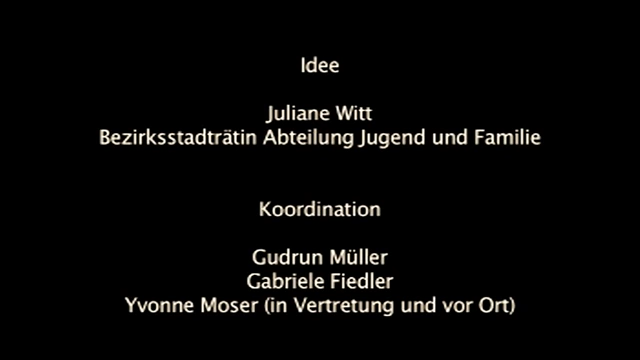 Idee
Juliane Witt
Bezirksstadträtin Abteilung Jugend und Familie
Koordination
Gudrun Müller
Gabriele Fiedler
Yvonne Moser (in Vertretung und vor Ort)